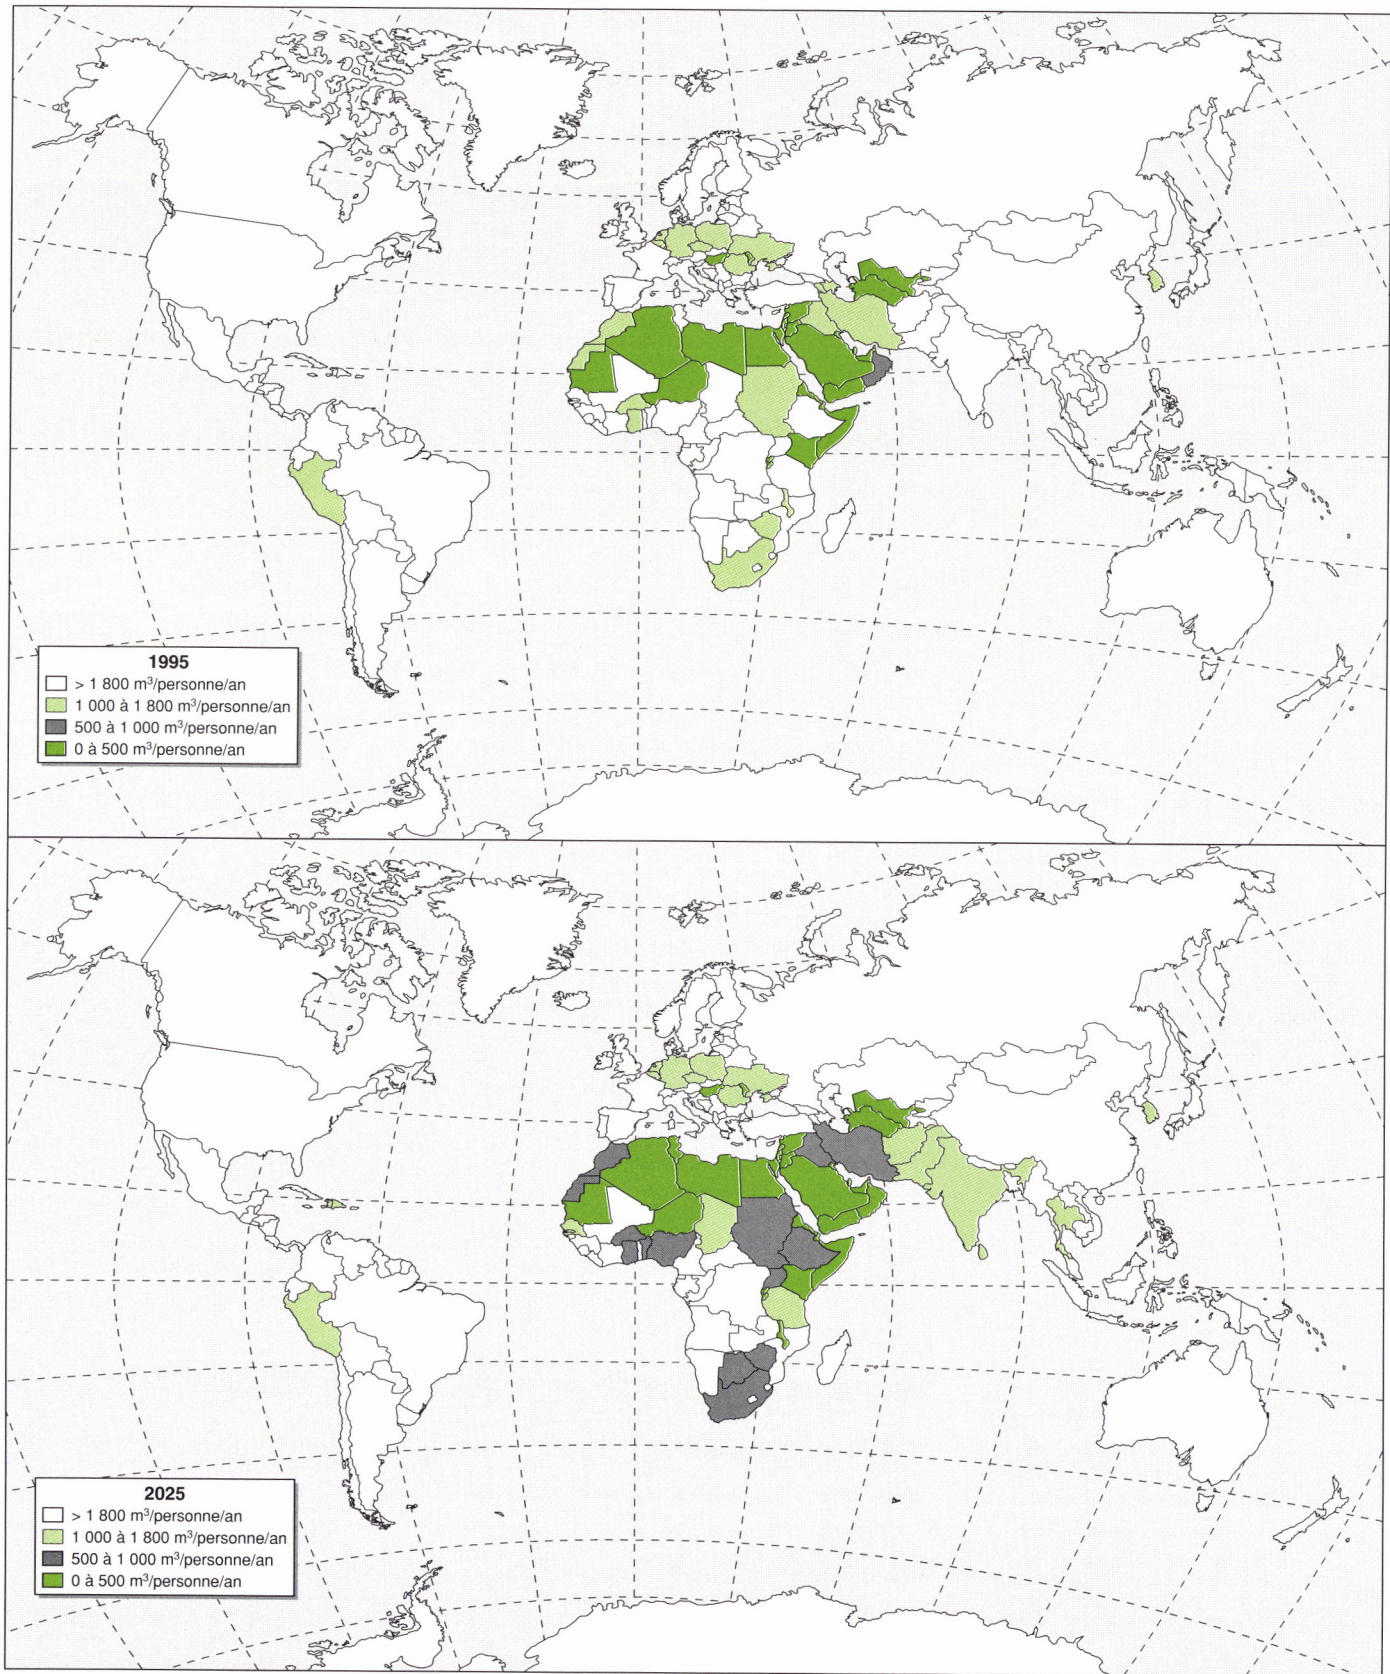 1995
> 1 800 m³/personne/an
1 000 à 1 800 m³/personne/an
500 à 1 000 m³/personne/an
0 à 500 m³/personne/an
2025
> 1 800 m³/personne/an
1 000 à 1 800 m³/personne/an
500 à 1 000 m³/personne/an
0 à 500 m³/personne/an